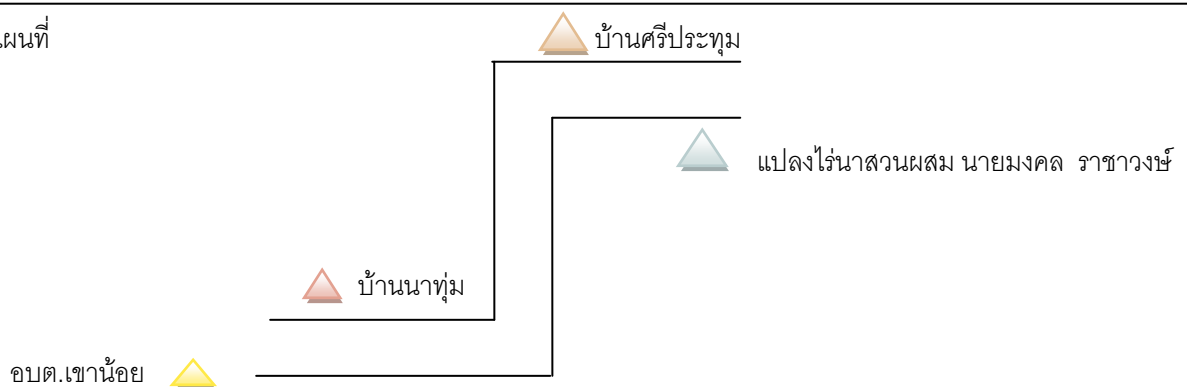 ผนที่
บ้านศรีประทุม
แปลงไร่นาสวนผสม นายมงคล ราชาวงษ์
บ้านนาทุ่ม
อบต.เขาน้อย